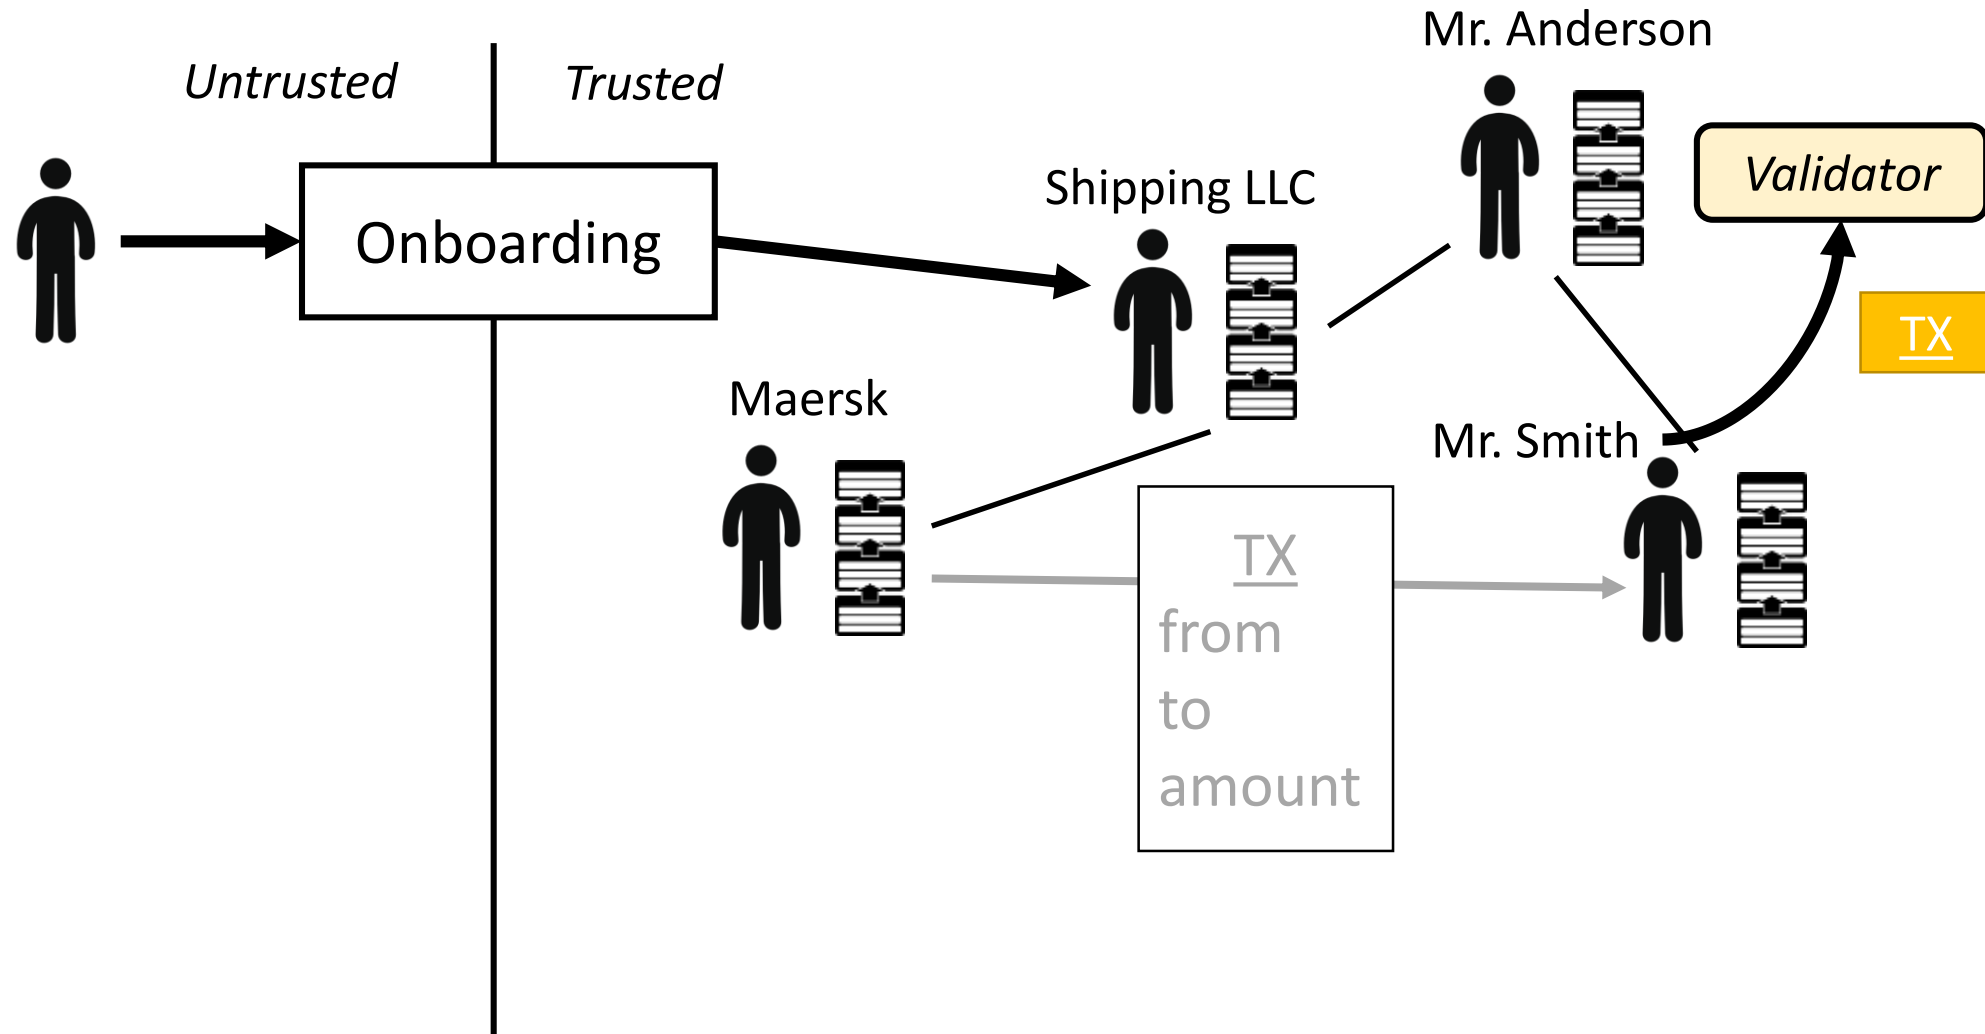 Mr. Anderson
Untrusted
Trusted
Validator
Shipping LLC
Onboarding
TX
Maersk
Mr. Smith
TX
from
to
amount